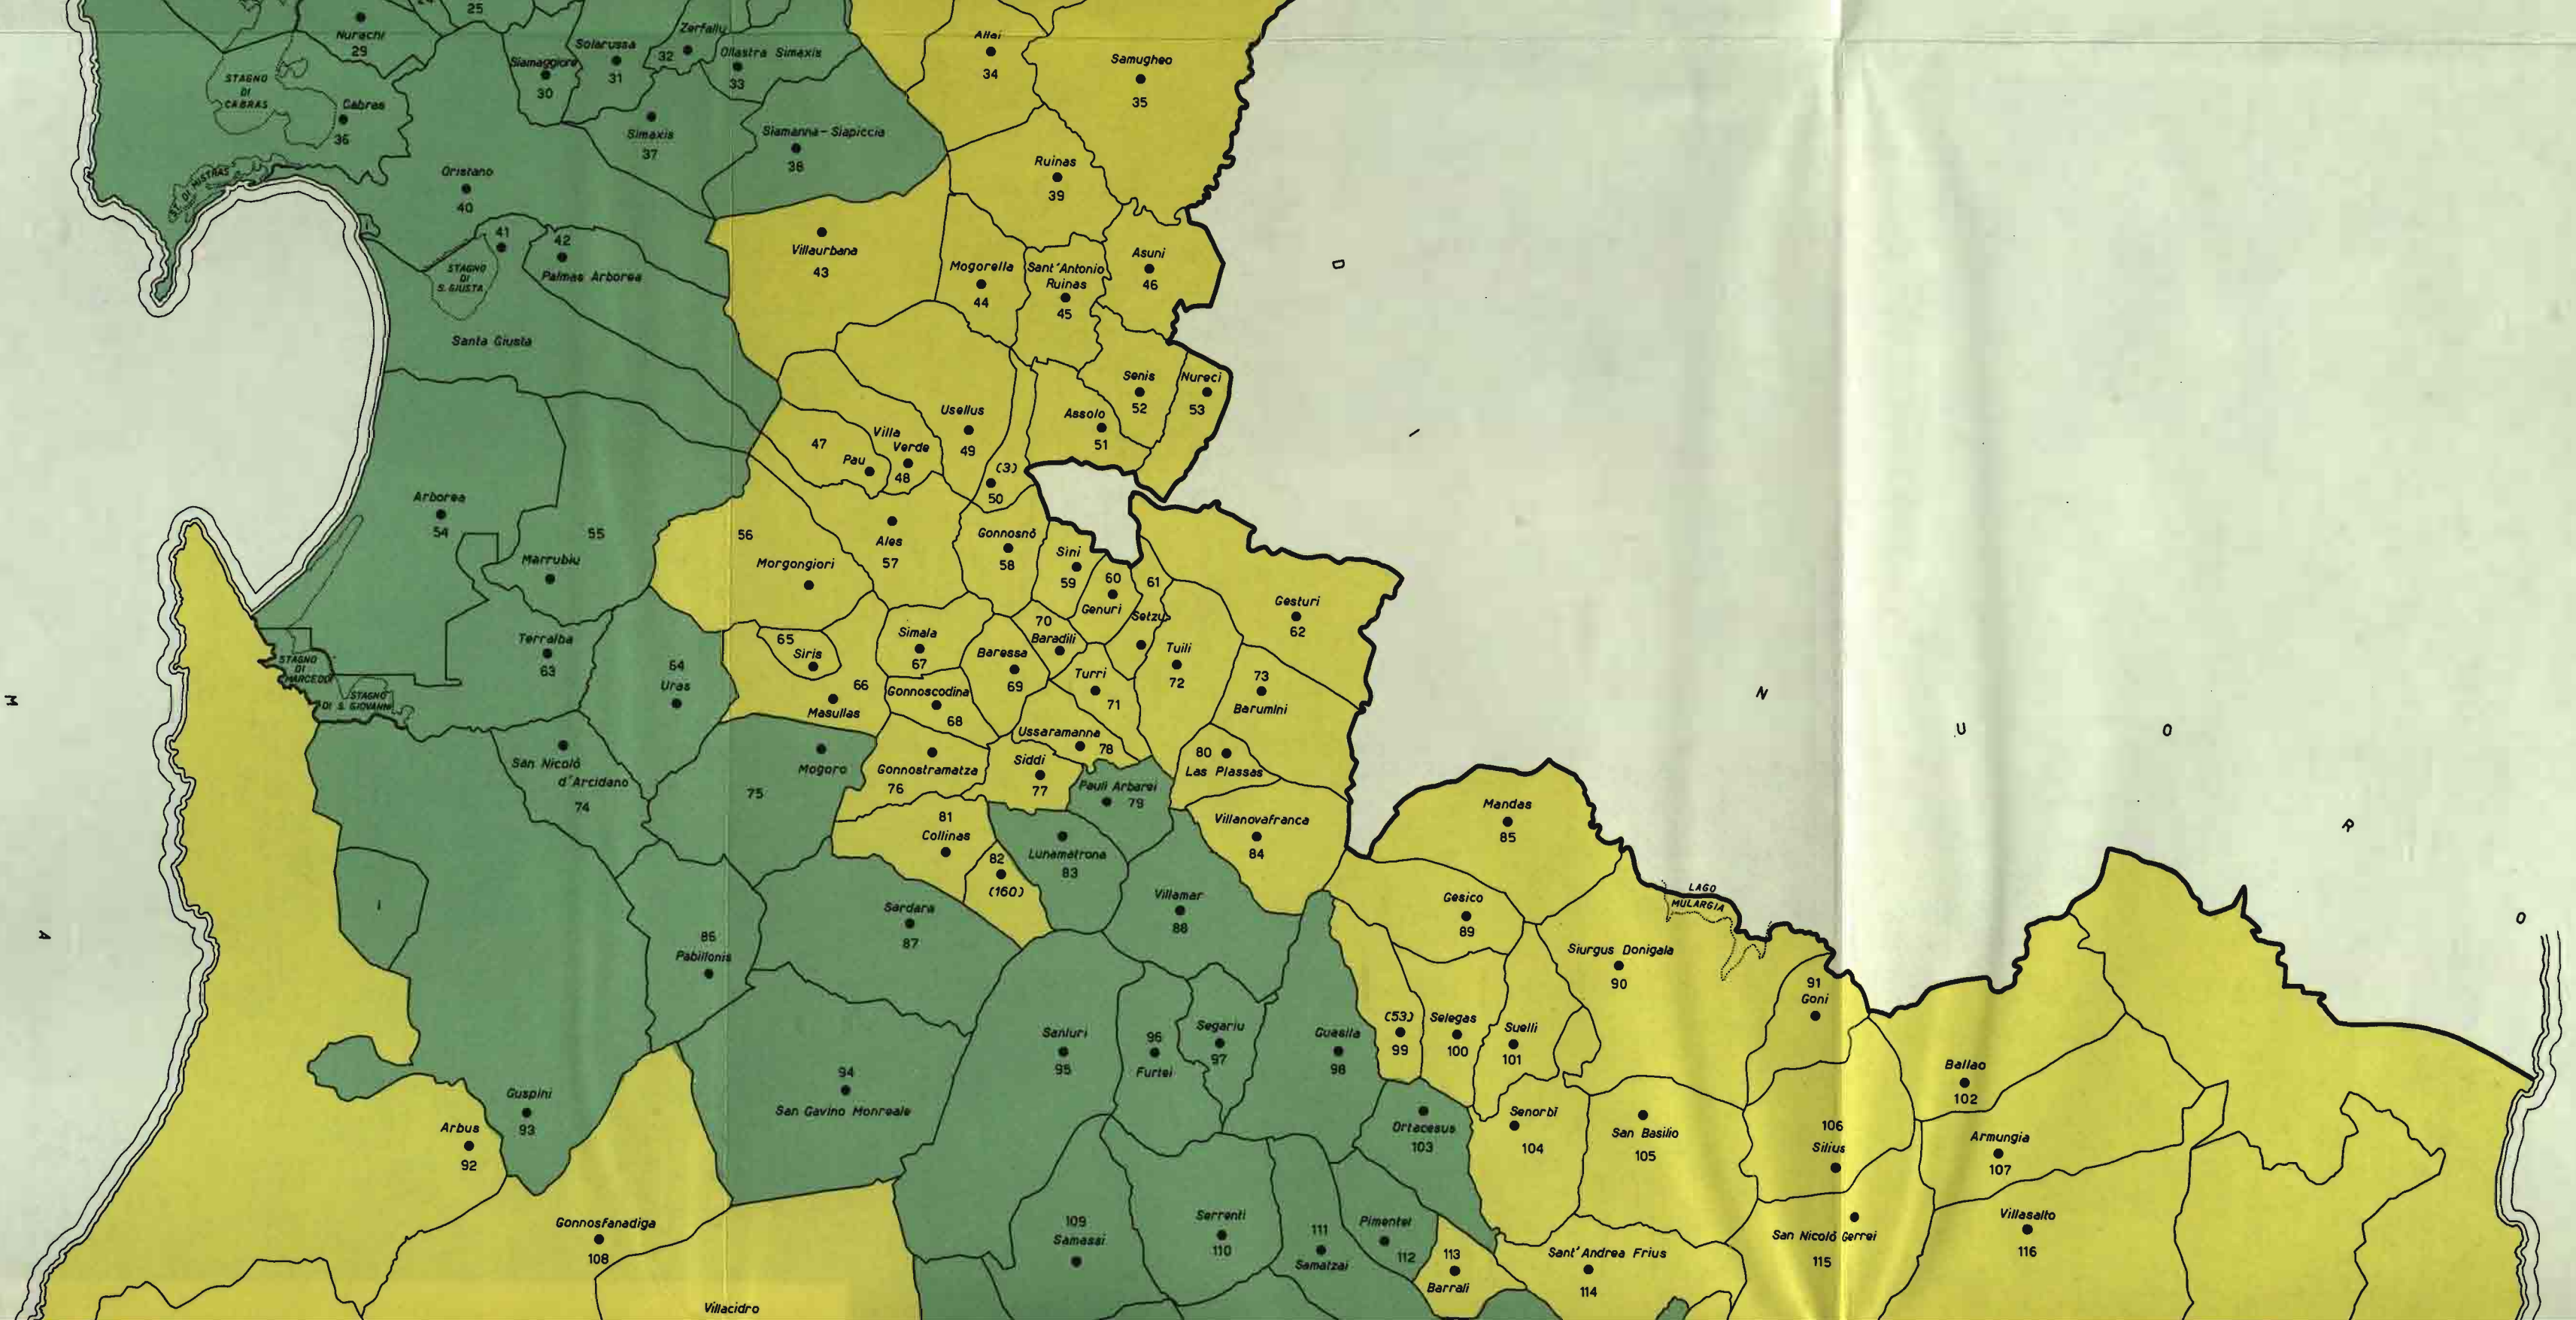 25
Nurachi
29
Siamaggiore
30
Solarussa
31
Zerfaliu
32
Ollastra Simaxis
33
Allai
34
Samugheo
35
STAGNO
DI
CABRAS
Cabras
36
Simaxis
37
Siamanna-Siapiccia
38
Ruinas
39
ST. DI MISTRAS
Oristano
40
41
STAGNO
DI
S. GIUSTA
42
Palmas Arborea
Santa Giusta
Villaurbana
43
Mogorella
44
Sant'Antonio
Ruinas
45
Asuni
46
D
I
47
Pau
Villa
Verde
48
Usellus
49
(3)
50
Assolo
51
Senis
52
Nureci
53
Arborea
54
55
Marrubiu
56
Morgongiori
Ales
57
Gonnosnò
58
Sini
59
60
Genuri
61
Setzu
Gesturi
62
Terralba
63
64
Uras
65
Siris
66
Masullas
Simala
67
Gonnoscodina
68
Baressa
69
70
Baradili
Turri
71
Tuili
72
73
Barumini
STAGNO
DI
MARCEDDI
STAGNO
DI S. GIOVANNI
M
A
N
U
O
R
O
San Nicolò
d'Arcidano
74
75
Mogoro
Gonnostramatza
76
Siddi
77
Ussaramanna
78
Pauli Arbarei
79
80
Las Plassas
81
Collinas
82
(160)
Lunamatrona
83
Villanovafranca
84
Mandas
85
86
Pabillonis
Sardara
87
Villamar
88
Gesico
89
LAGO
MULARGIA
Siurgus Donigala
90
91
Goni
Arbus
92
Guspini
93
94
San Gavino Monreale
Sanluri
95
96
Furtei
Segariu
97
Guasila
98
(53)
99
Selegas
100
Suelli
101
Ballao
102
Ortacesus
103
Senorbì
104
San Basilio
105
106
Silius
Armungia
107
Gonnosfanadiga
108
109
Samassi
Serrenti
110
111
Samatzai
Pimentel
112
113
Barrali
Sant'Andrea Frius
114
San Nicolò Gerrei
115
Villasalto
116
Villacidro